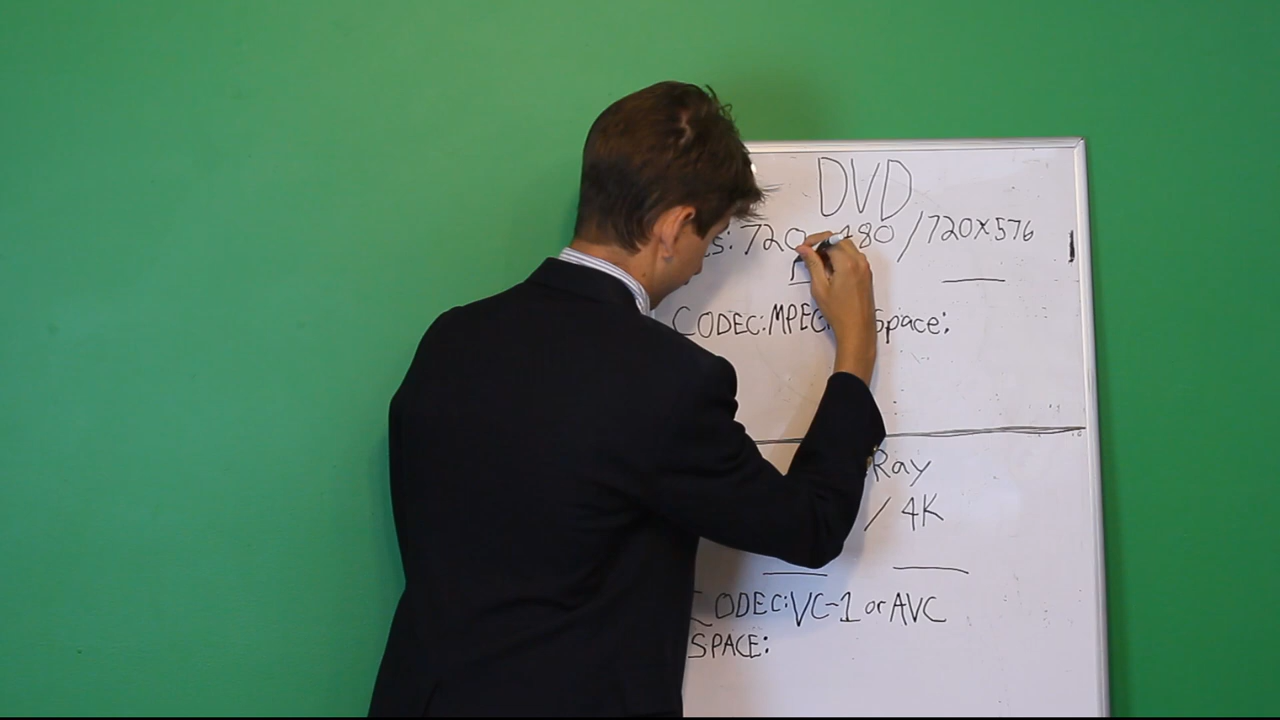 DVD
720 480 / 720x576
CODEC: MPEG Space:
Ray
/ 4K
CODEC: VC-1 or AVC
SPACE: